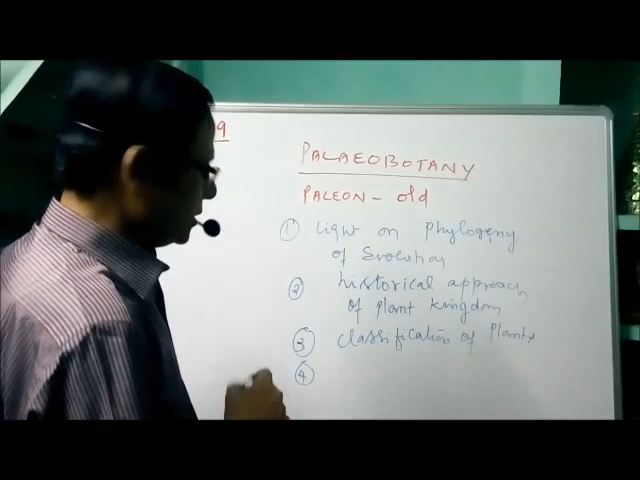 9
PALAEOBOTANY
PALEON - old
① Light on phylogeny
of Evolution
② historical approach
of plant kingdom
③ classification of Plants
④